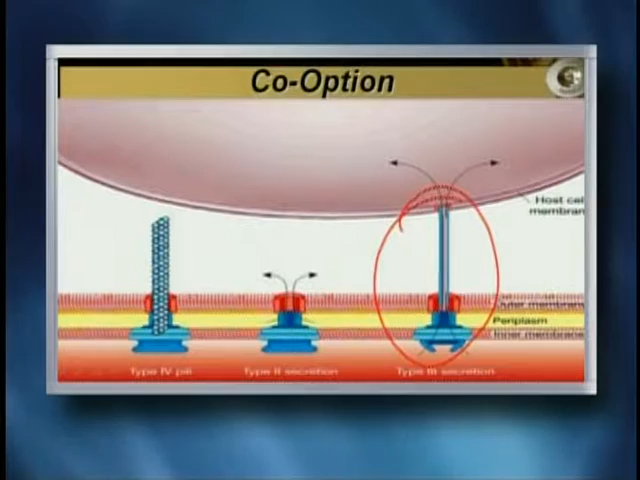 Co-Option
Host cell
membran
Outer membrane
Periplasm
Inner membrane
Type IV pili
Type II secretion
Type III secretion